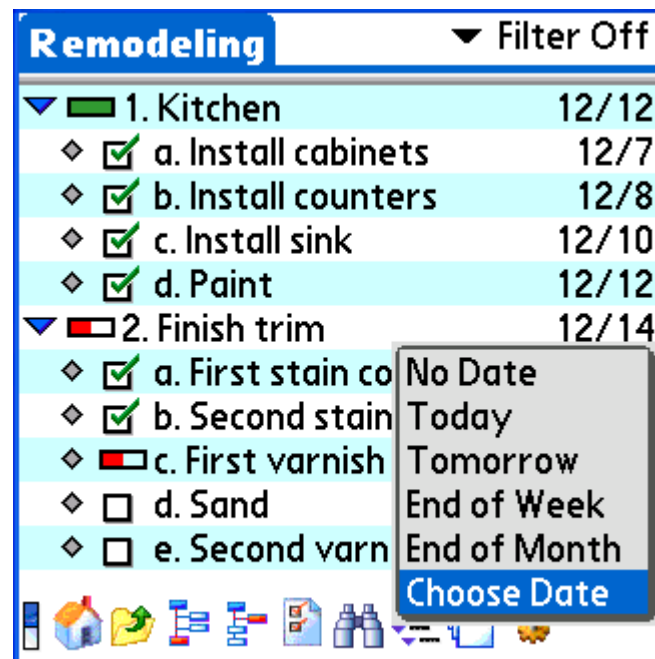 Remodeling
Filter Off
1. Kitchen 12/12
a. Install cabinets 12/7
b. Install counters 12/8
c. Install sink 12/10
d. Paint 12/12
2. Finish trim 12/14
a. First stain co
b. Second stain
c. First varnish
d. Sand
e. Second varn
No Date
Today
Tomorrow
End of Week
End of Month
Choose Date